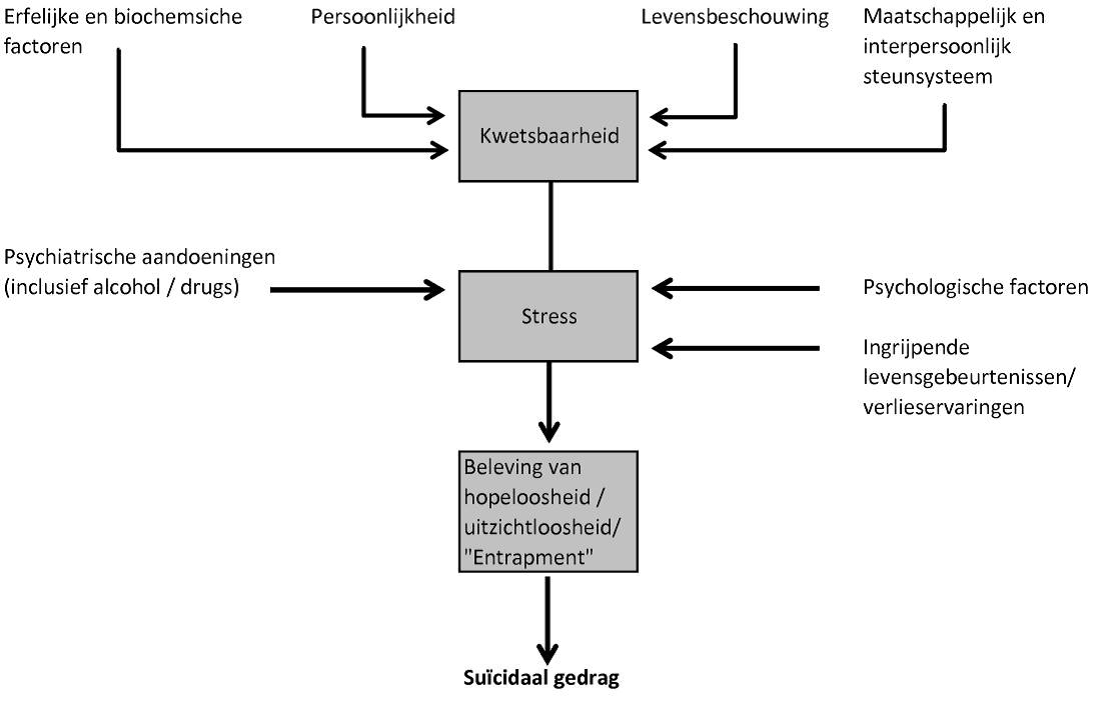 Erfelijke en biochemsiche
factoren
Persoonlijkheid
Levensbeschouwing
Maatschappelijk en
interpersoonlijk
steunsysteem
Kwetsbaarheid
Psychiatrische aandoeningen
(inclusief alcohol / drugs)
Stress
Psychologische factoren
Ingrijpende
levensgebeurtenissen/
verlieservaringen
Beleving van
hopeloosheid /
uitzichtloosheid/
"Entrapment"
Suïcidaal gedrag